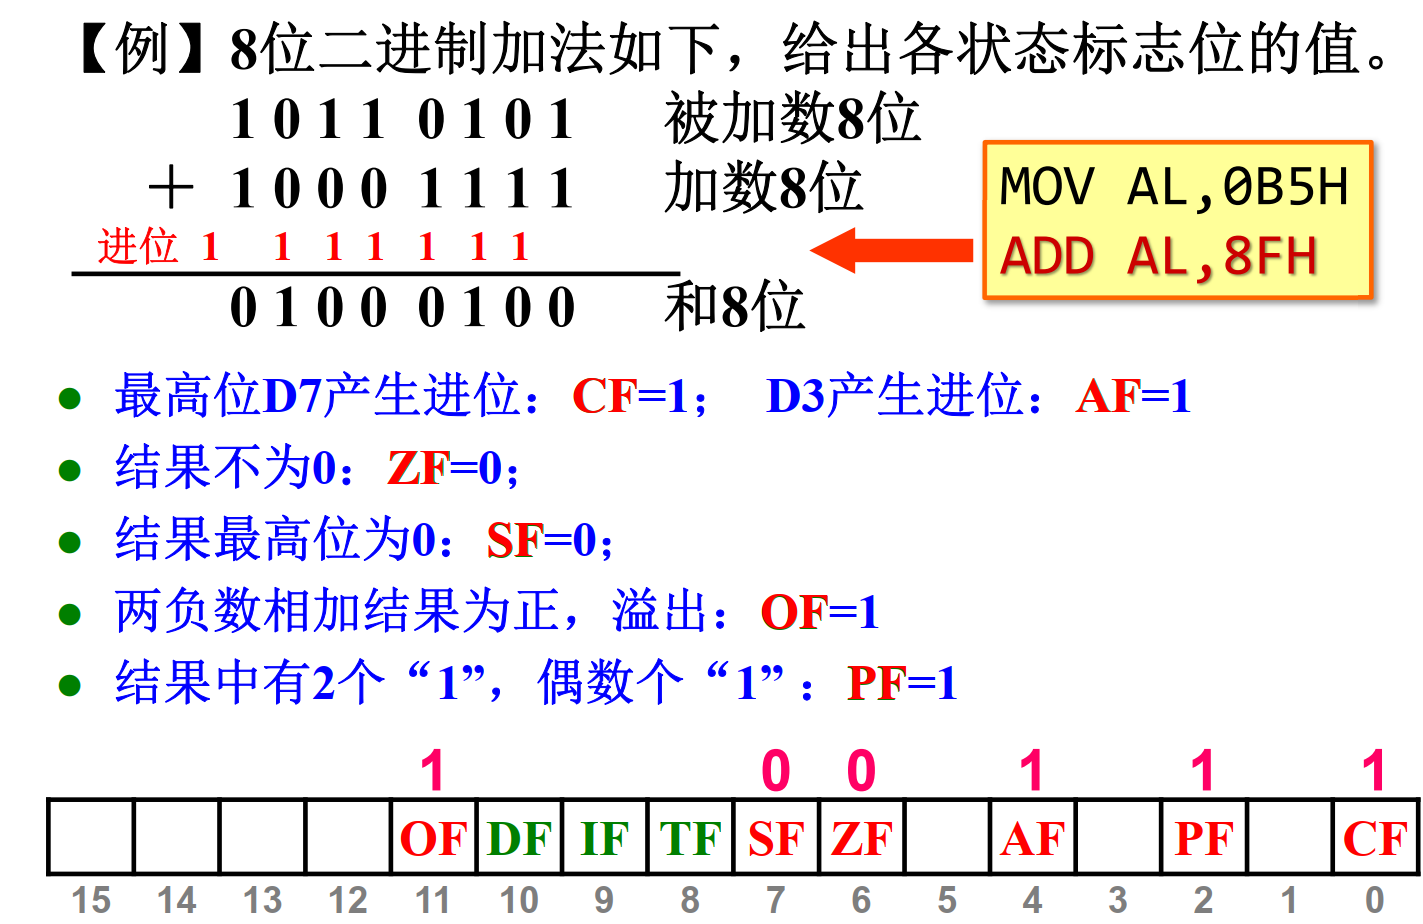 【例】8位二进制加法如下，给出各状态标志位的值。
1 0 1 1 0 1 0 1 被加数8位
＋ 1 0 0 0 1 1 1 1 加数8位
进位 1 1 1 1 1 1 1
0 1 0 0 0 1 0 0 和8位
MOV AL,0B5H
ADD AL,8FH
● 最高位D7产生进位：CF=1； D3产生进位：AF=1
● 结果不为0：ZF=0；
● 结果最高位为0：SF=0；
● 两负数相加结果为正，溢出：OF=1
● 结果中有2个“1”，偶数个“1”：PF=1
1 0 0 1 1 1
OF DF IF TF SF ZF AF PF CF
15 14 13 12 11 10 9 8 7 6 5 4 3 2 1 0